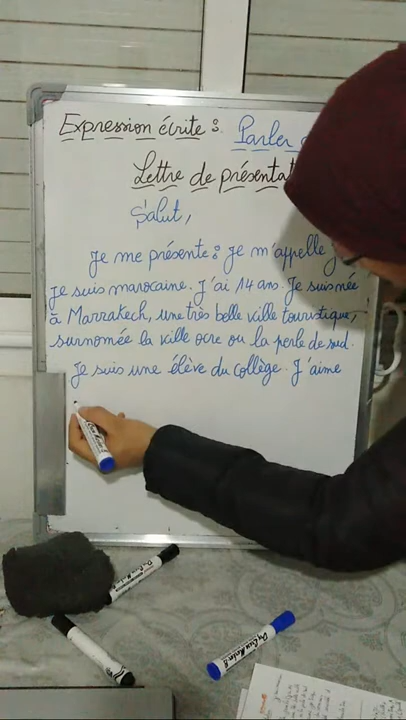 Expression écrite : Parler
Lettre de présentat
Salut,
Je me présente : Je m'appelle
Je suis marocaine. J'ai 14 ans. Je suis née
à Marrakech, une très belle ville touristique,
surnomée la ville ocre ou la perle de sud.
Je suis une élève du collège. J'aime